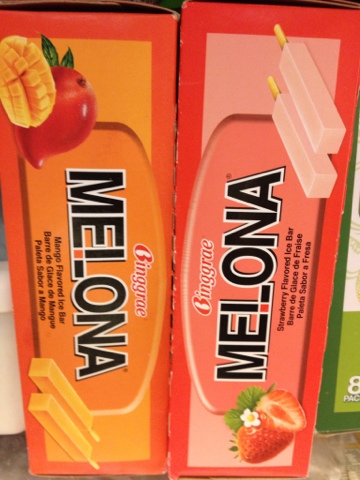 Binggrae
MELONA
Mango Flavored Ice Bar
Barre de Glace de Mangue
Paleta Sabor a Mango
Binggrae
MELONA
Strawberry Flavored Ice Bar
Barre de Glace de Fraise
Paleta Sabor a Fresa
8
PAC